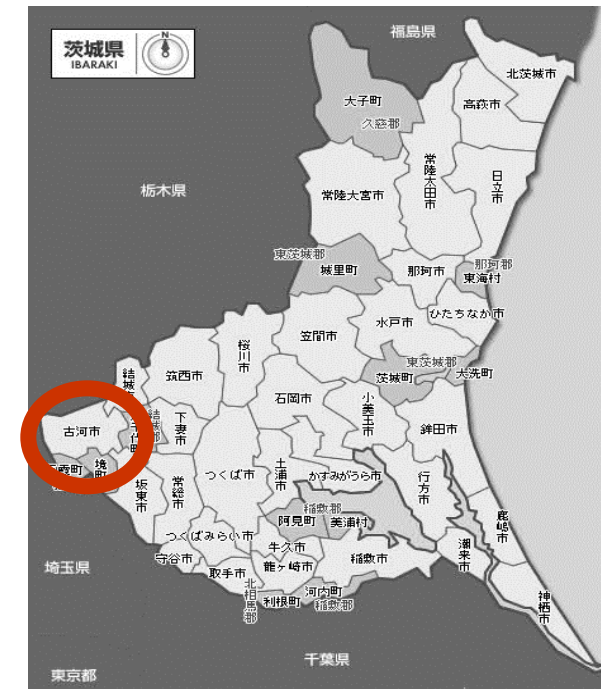 福島県
茨城県
IBARAKI
N
北茨城市
大子町
高萩市
久慈郡
常陸太田市
日立市
栃木県
常陸大宮市
東茨城郡
城里町
那珂市
那珂郡
東海村
ひたちなか市
水戸市
笠間市
桜川市
東茨城郡
大洗町
茨城町
筑西市
石岡市
小美玉市
鉾田市
結城郡
下妻市
古河市
境町
坂東市
常総市
つくば市
土浦市
かすみがうら市
行方市
稲敷郡
阿見町
美浦村
鹿嶋市
潮来市
つくばみらい市
牛久市
守谷市
取手市
龍ヶ崎市
稲敷市
埼玉県
北相馬郡
利根町
河内町
稲敷郡
神栖市
千葉県
東京都